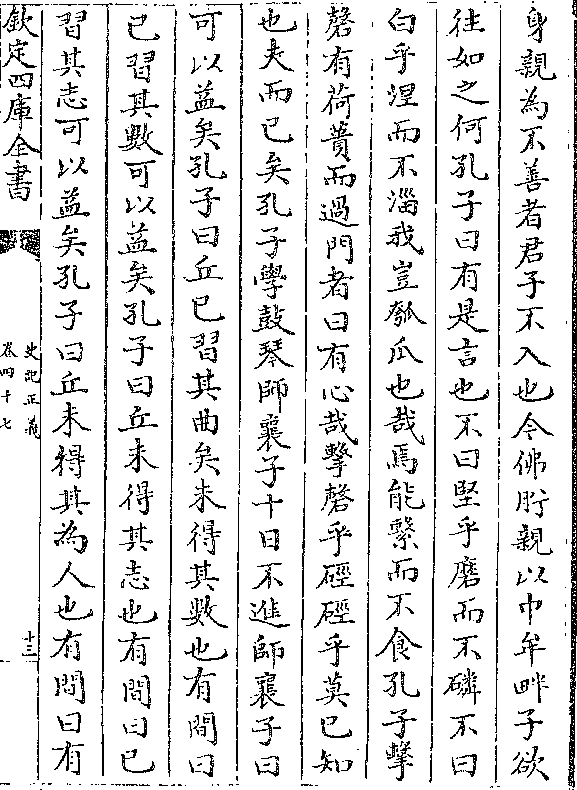 身親為不善者君子不入也今佛肸親以中牟畔子欲
往如之何孔子曰有是言也不曰堅乎磨而不磷不曰
白乎涅而不淄我豈瓠瓜也哉焉能繫而不食孔子擊
磬有荷蕢而過門者曰有心哉擊磬乎硜硜乎莫已知
也夫而已矣孔子學鼓琴師襄子十日不進師襄子曰
可以益矣孔子曰丘已習其曲矣未得其數也有間曰
已習其數可以益矣孔子曰丘未得其志也有間曰已
習其志可以益矣孔子曰丘未得其為人也有間曰有
欽定四庫全書
史記正義
卷四十七
十三